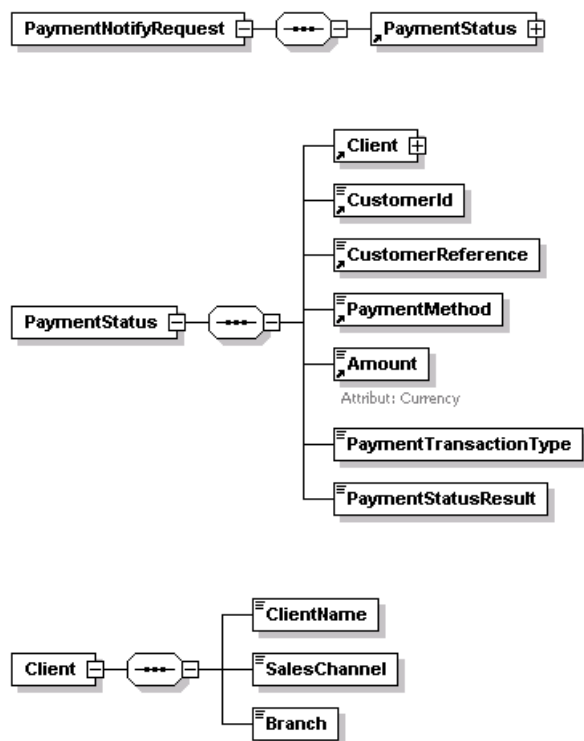 PaymentNotifyRequest
PaymentStatus
Client
CustomerId
CustomerReference
PaymentStatus
PaymentMethod
Amount
Attribut: Currency
PaymentTransactionType
PaymentStatusResult
ClientName
Client
SalesChannel
Branch